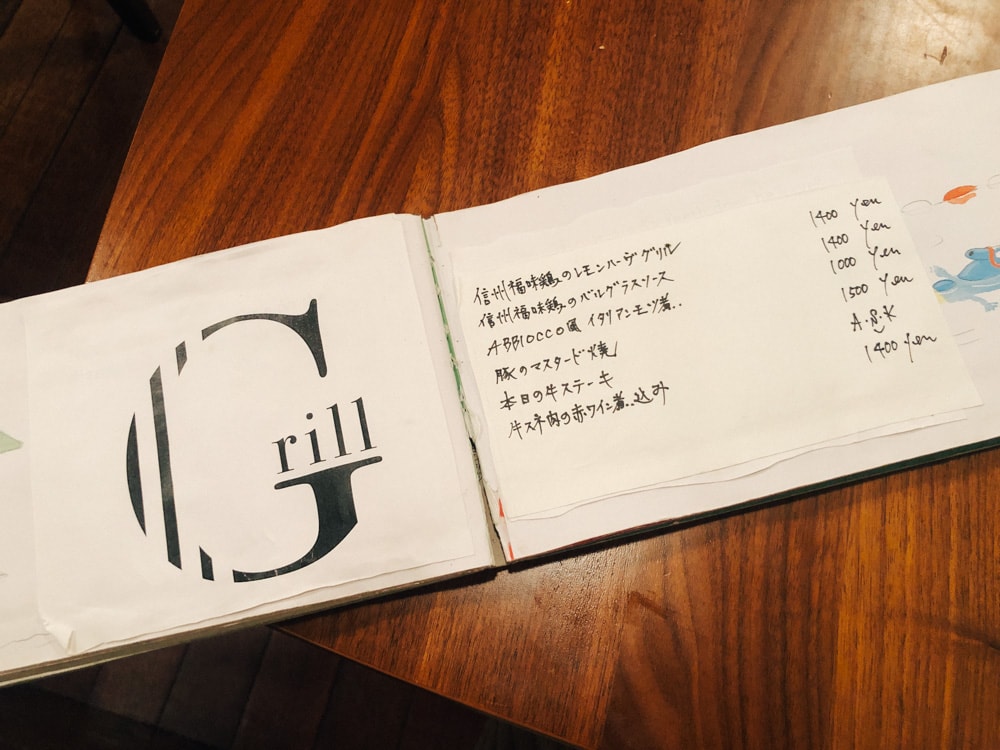 Grill
信州福味鶏のレモンハーブグリル 1400 yen
信州福味鶏のバルグラスソース 1400 yen
ABBIOCCO風 イタリアンモツ煮 1000 yen
豚のマスタード焼 1500 yen
本日の牛ステーキ A.S.K
牛スネ肉の赤ワイン煮込み 1400 yen